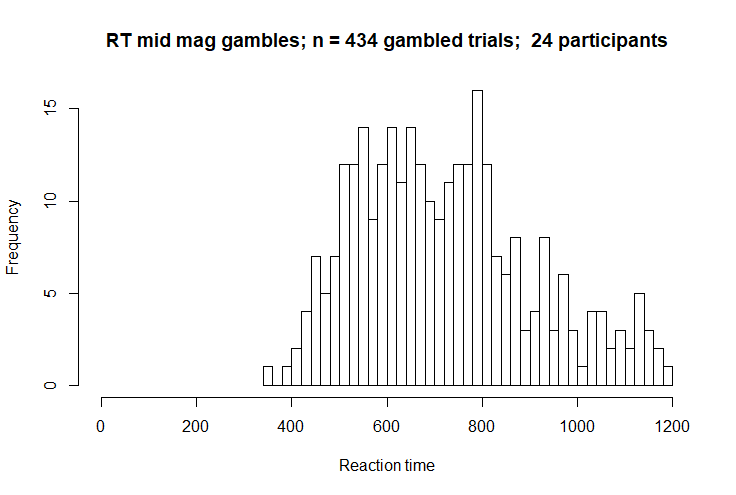 RT mid mag gambles; n = 434 gambled trials;  24 participants
15
10
5
0
Frequency
0 200 400 600 800 1000 1200
Reaction time